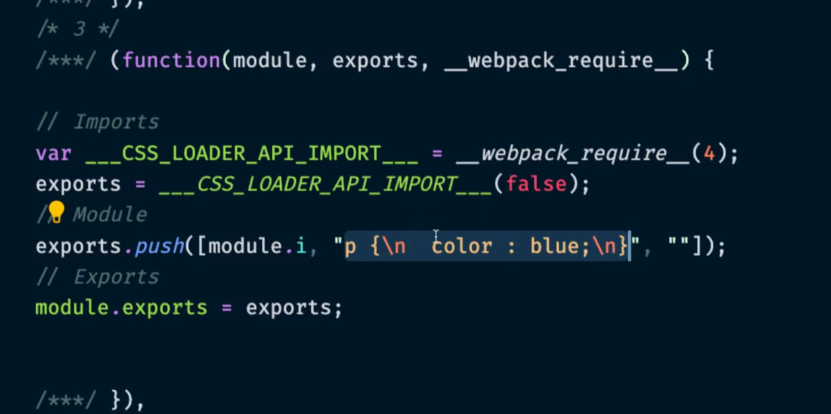 /***/ }),
/* 3 */
/***/ (function(module, exports, __webpack_require__) {
// Imports
var ___CSS_LOADER_API_IMPORT___ = __webpack_require__(4);
exports = ___CSS_LOADER_API_IMPORT___(false);
// Module
exports.push([module.i, "p {\n  color : blue;\n}", ""]);
// Exports
module.exports = exports;
/***/ }),